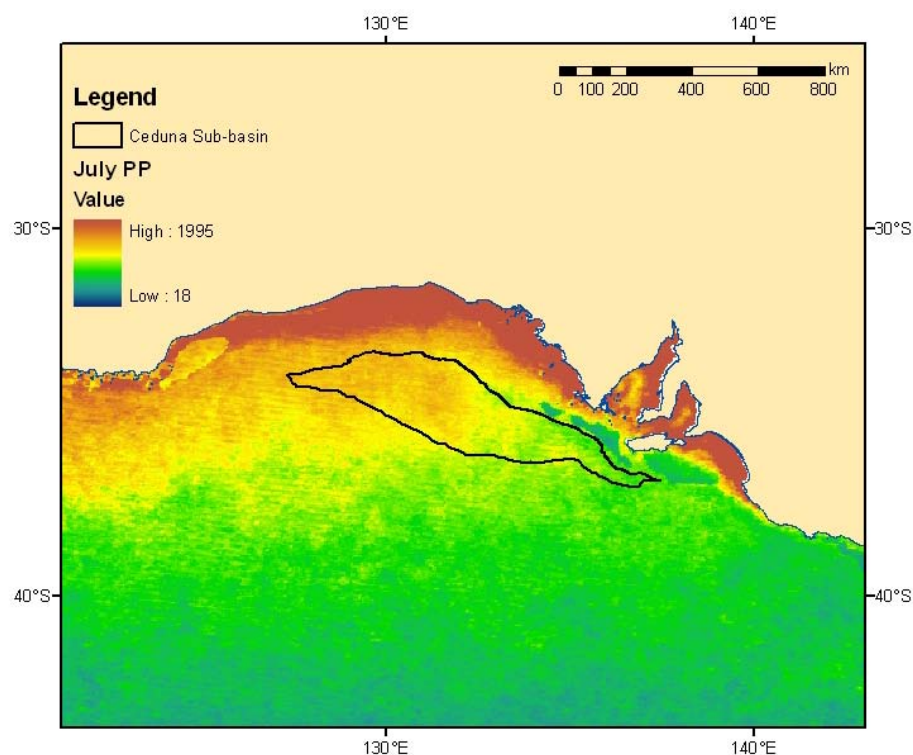 130°E 140°E
Legend
Ceduna Sub-basin
July PP
Value
High : 1995
Low : 18
km
0 100 200 400 600 800
30°S 30°S
40°S 40°S
130°E 140°E